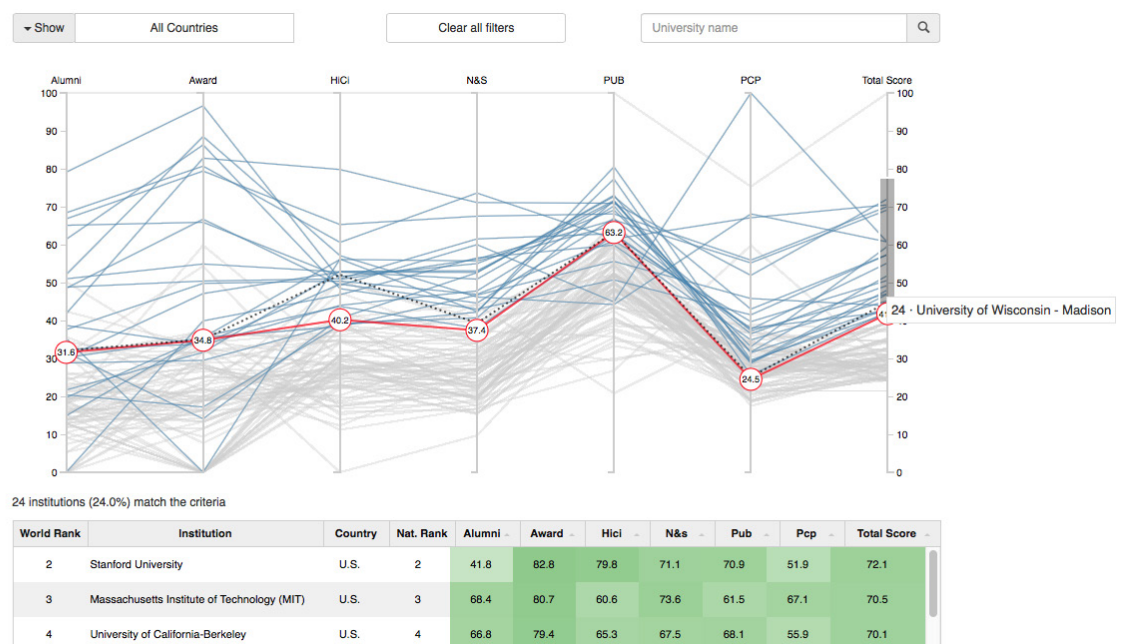 Show All Countries Clear all filters University name
Alumni Award HiCi N&S PUB PCP Total Score
100 100
90 90
80 80
70 70
60 60
63.2
50 50
40.2
40 37.4
24 · University of Wisconsin - Madison
34.8
31.6
30 30
24.5
20 20
10 10
0 0
24 institutions (24.0%) match the criteria
World Rank Institution Country Nat. Rank Alumni Award Hici N&s Pub Pcp Total Score
2 Stanford University U.S. 2 41.8 82.8 79.8 71.1 70.9 51.9 72.1
3 Massachusetts Institute of Technology (MIT) U.S. 3 68.4 80.7 60.6 73.6 61.5 67.1 70.5
4 University of California-Berkeley U.S. 4 66.8 79.4 65.3 67.5 68.1 55.9 70.1